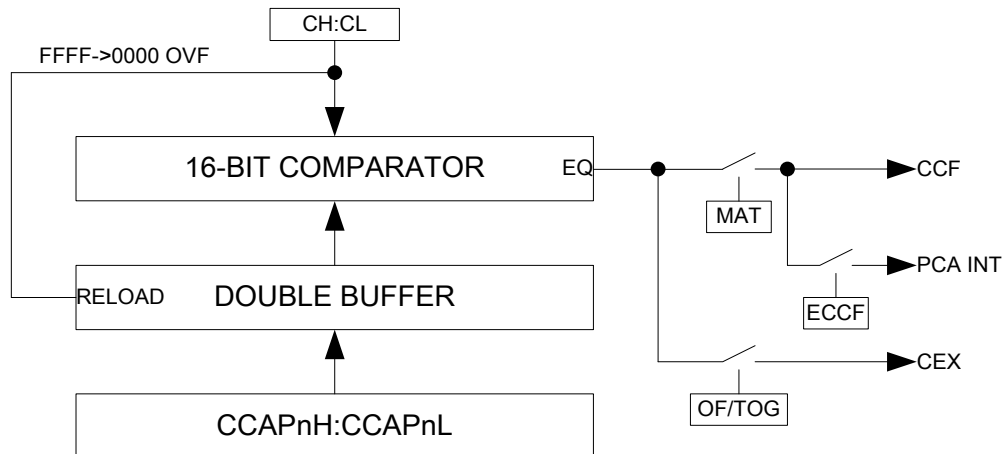 CH:CL
FFFF->0000 OVF
16-BIT COMPARATOR
EQ
CCF
MAT
PCA INT
RELOAD
DOUBLE BUFFER
ECCF
CEX
OF/TOG
CCAPnH:CCAPnL